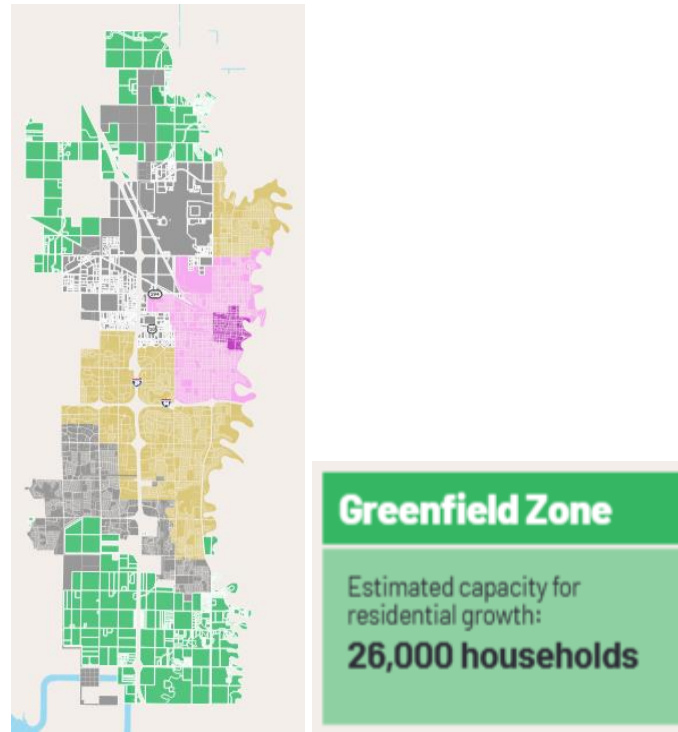 Greenfield Zone
Estimated capacity for
residential growth:
26,000 households